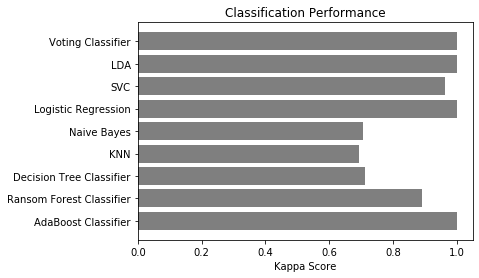 Classification Performance
Voting Classifier
LDA
SVC
Logistic Regression
Naive Bayes
KNN
Decision Tree Classifier
Ransom Forest Classifier
AdaBoost Classifier
0.0 0.2 0.4 0.6 0.8 1.0
Kappa Score